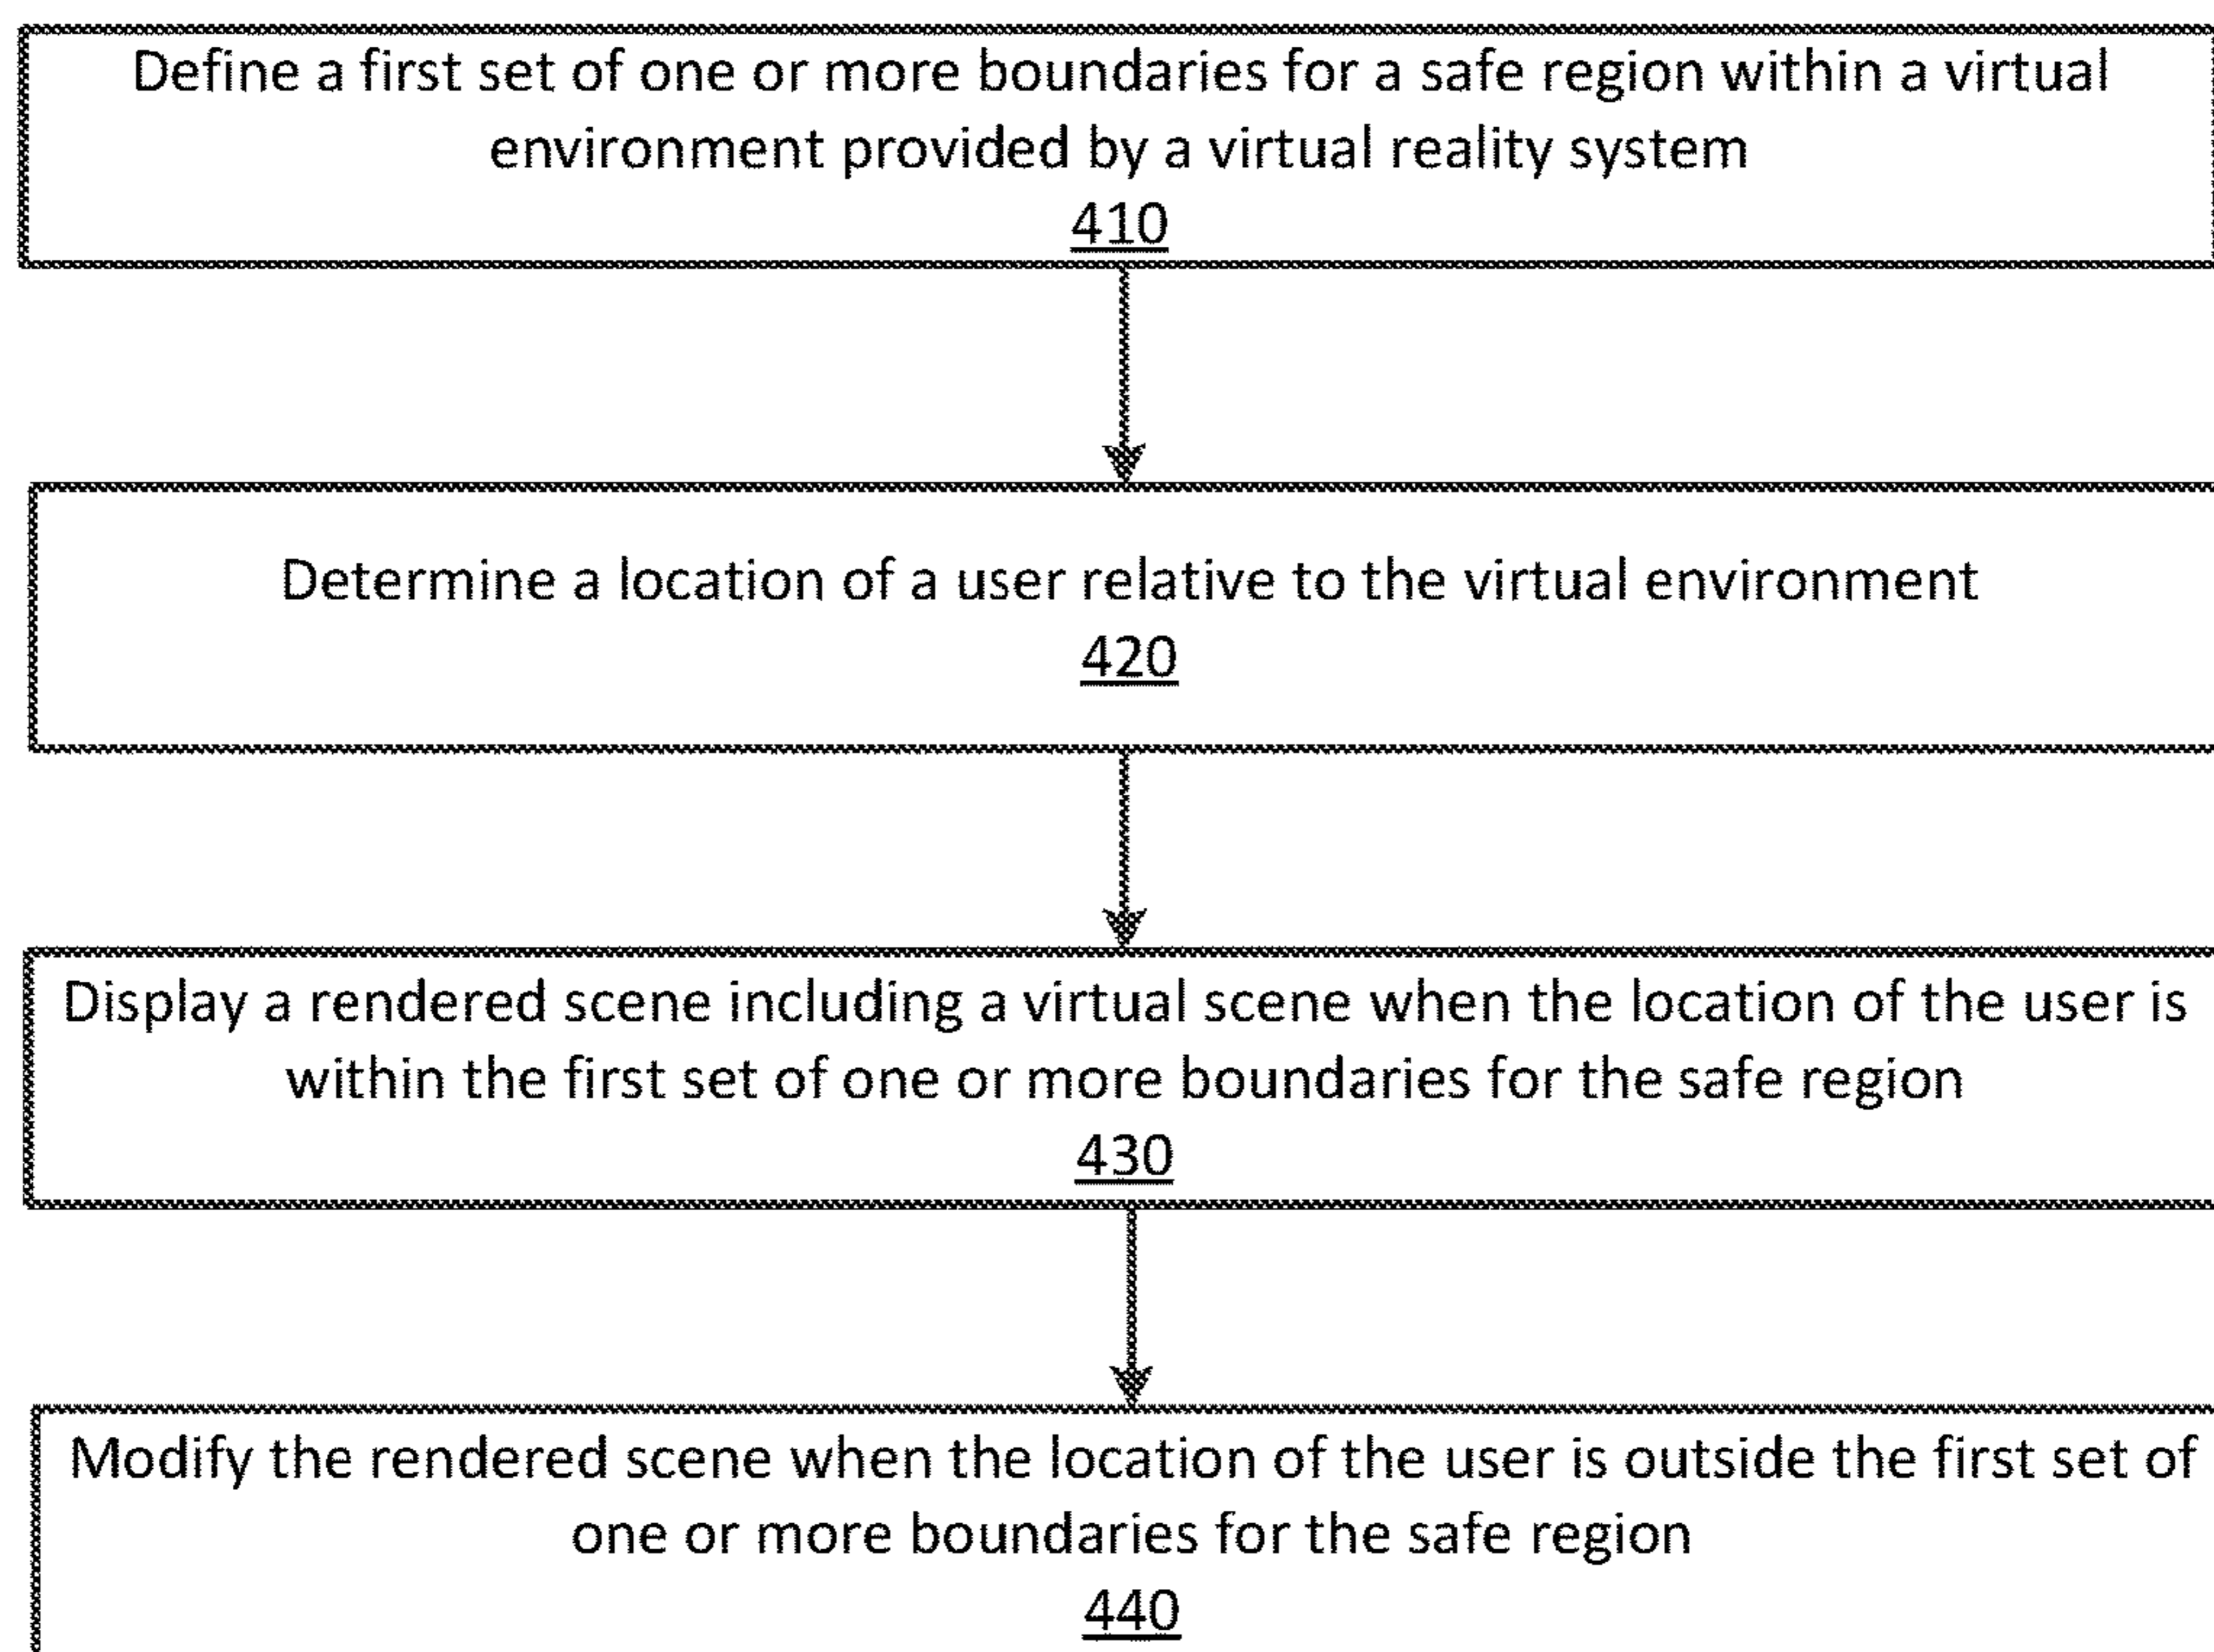 Define a first set of one or more boundaries for a safe region within a virtual
environment provided by a virtual reality system
410
Determine a location of a user relative to the virtual environment
420
Display a rendered scene including a virtual scene when the location of the user is
within the first set of one or more boundaries for the safe region
430
Modify the rendered scene when the location of the user is outside the first set of
one or more boundaries for the safe region
440